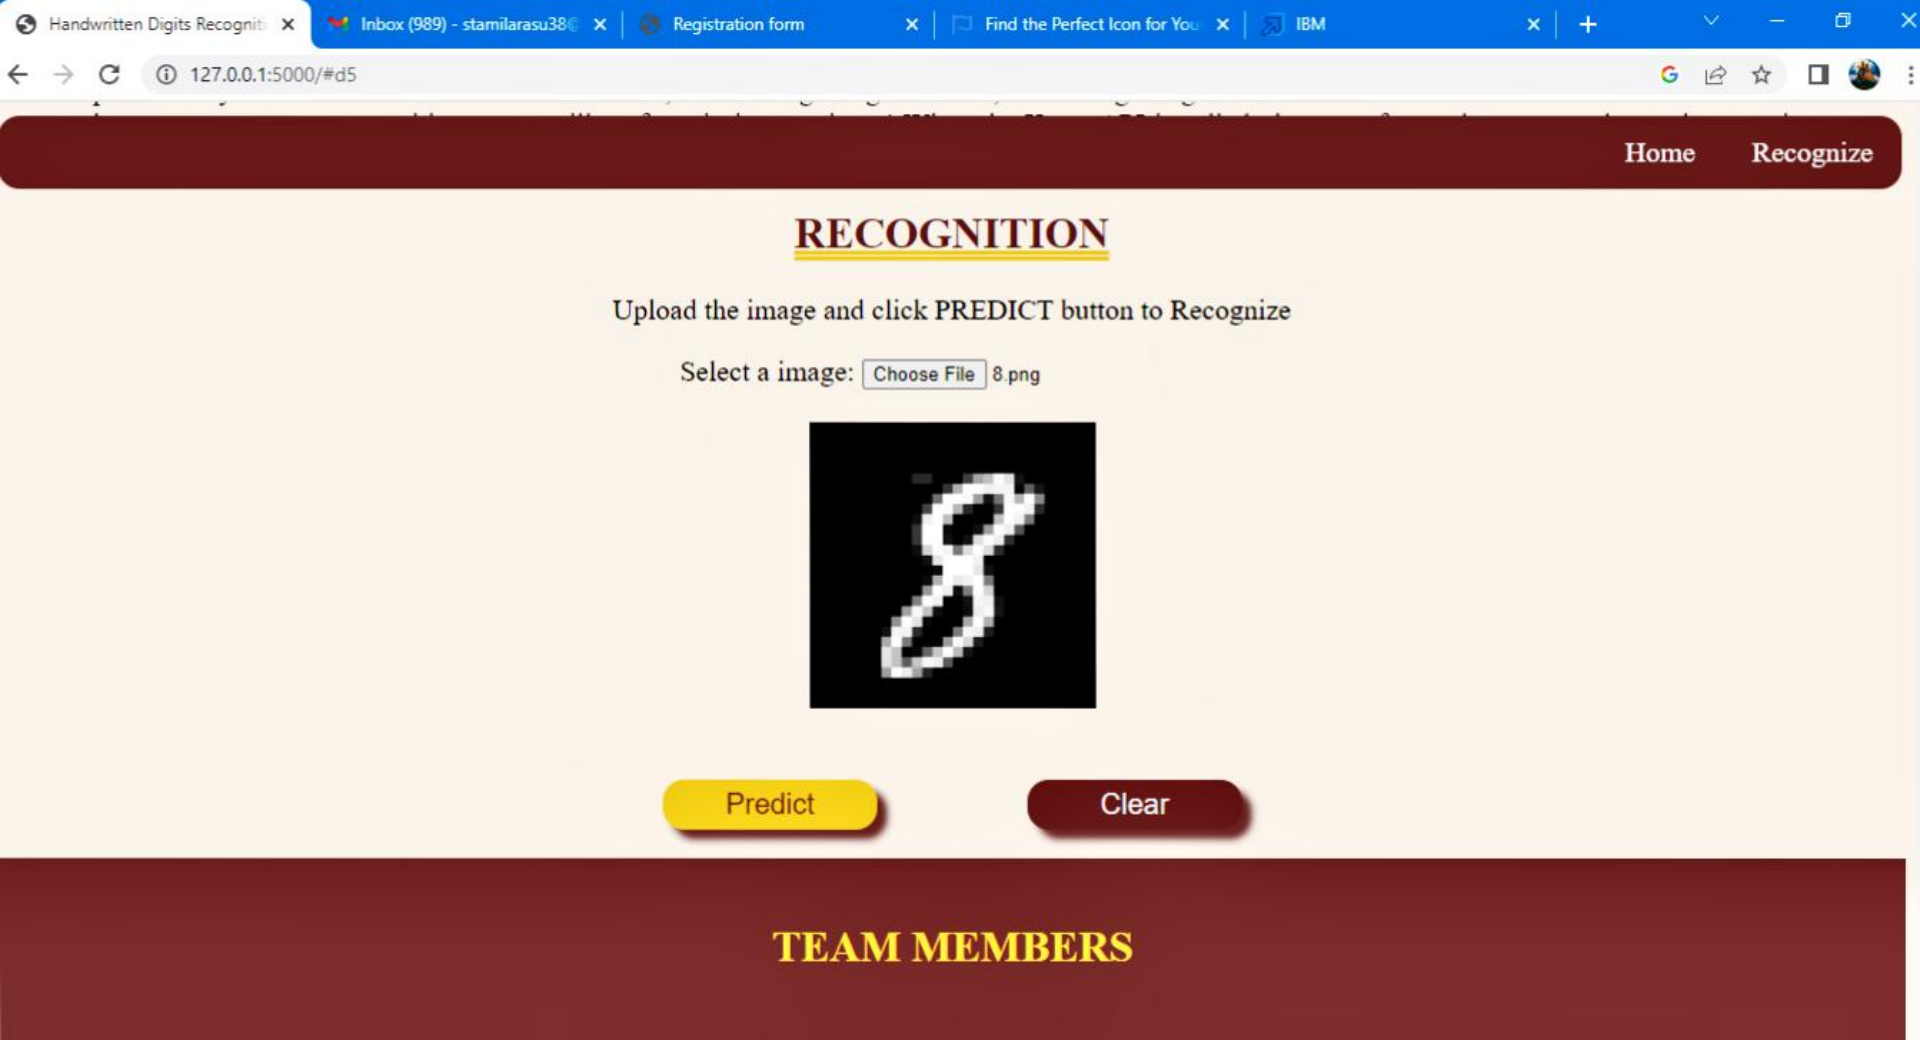 Handwritten Digits Recogniti
Inbox (989) - stamilarasu38@
Registration form
Find the Perfect Icon for You
IBM
127.0.0.1:5000/#d5
Home
Recognize
RECOGNITION
Upload the image and click PREDICT button to Recognize
Select a image: Choose File 8.png
8
Predict
Clear
TEAM MEMBERS